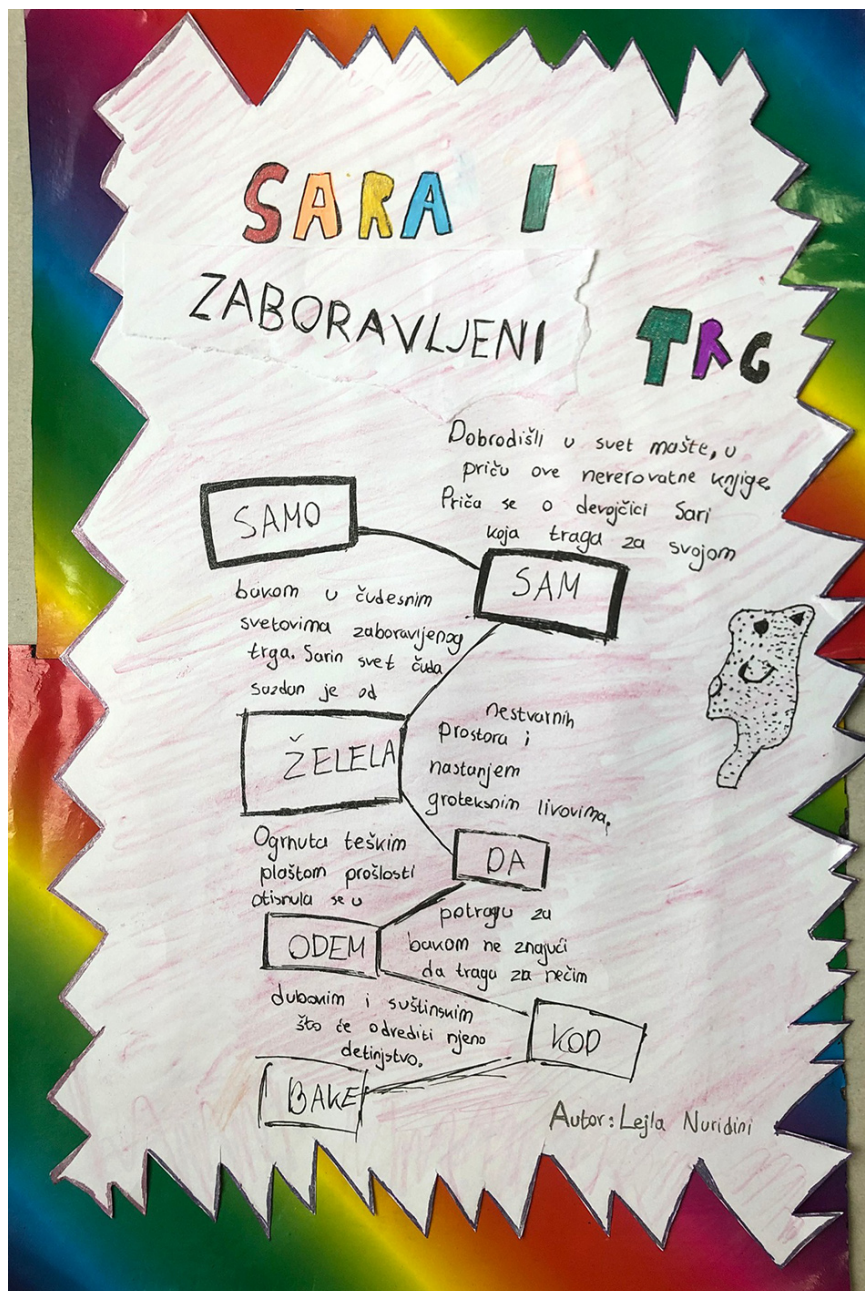 SARA I
ZABORAVLJENI
TRG
Dobrodišli u svet mašte, u
priču ove nererovatne knjige.
Priča se o devojčici Sari
koja traga za svojom
SAMO
SAM
bakom u čudesnim
svetovima zaboravljenog
trga. Sarin svet čuda
sazdan je od
ŽELELA
nestvarnih
prostora i
nastanjem
groteksnim livovima.
DA
Ogrnuta teškim
plaštom prošlosti
otisnula se u
ODEM
potragu za
bakom ne znajući
da traga za nečim
dubokim i suštinskim
što će odrediti njeno
detinjstvo.
KOD
BAKE
Autor: Lejla Nuridini